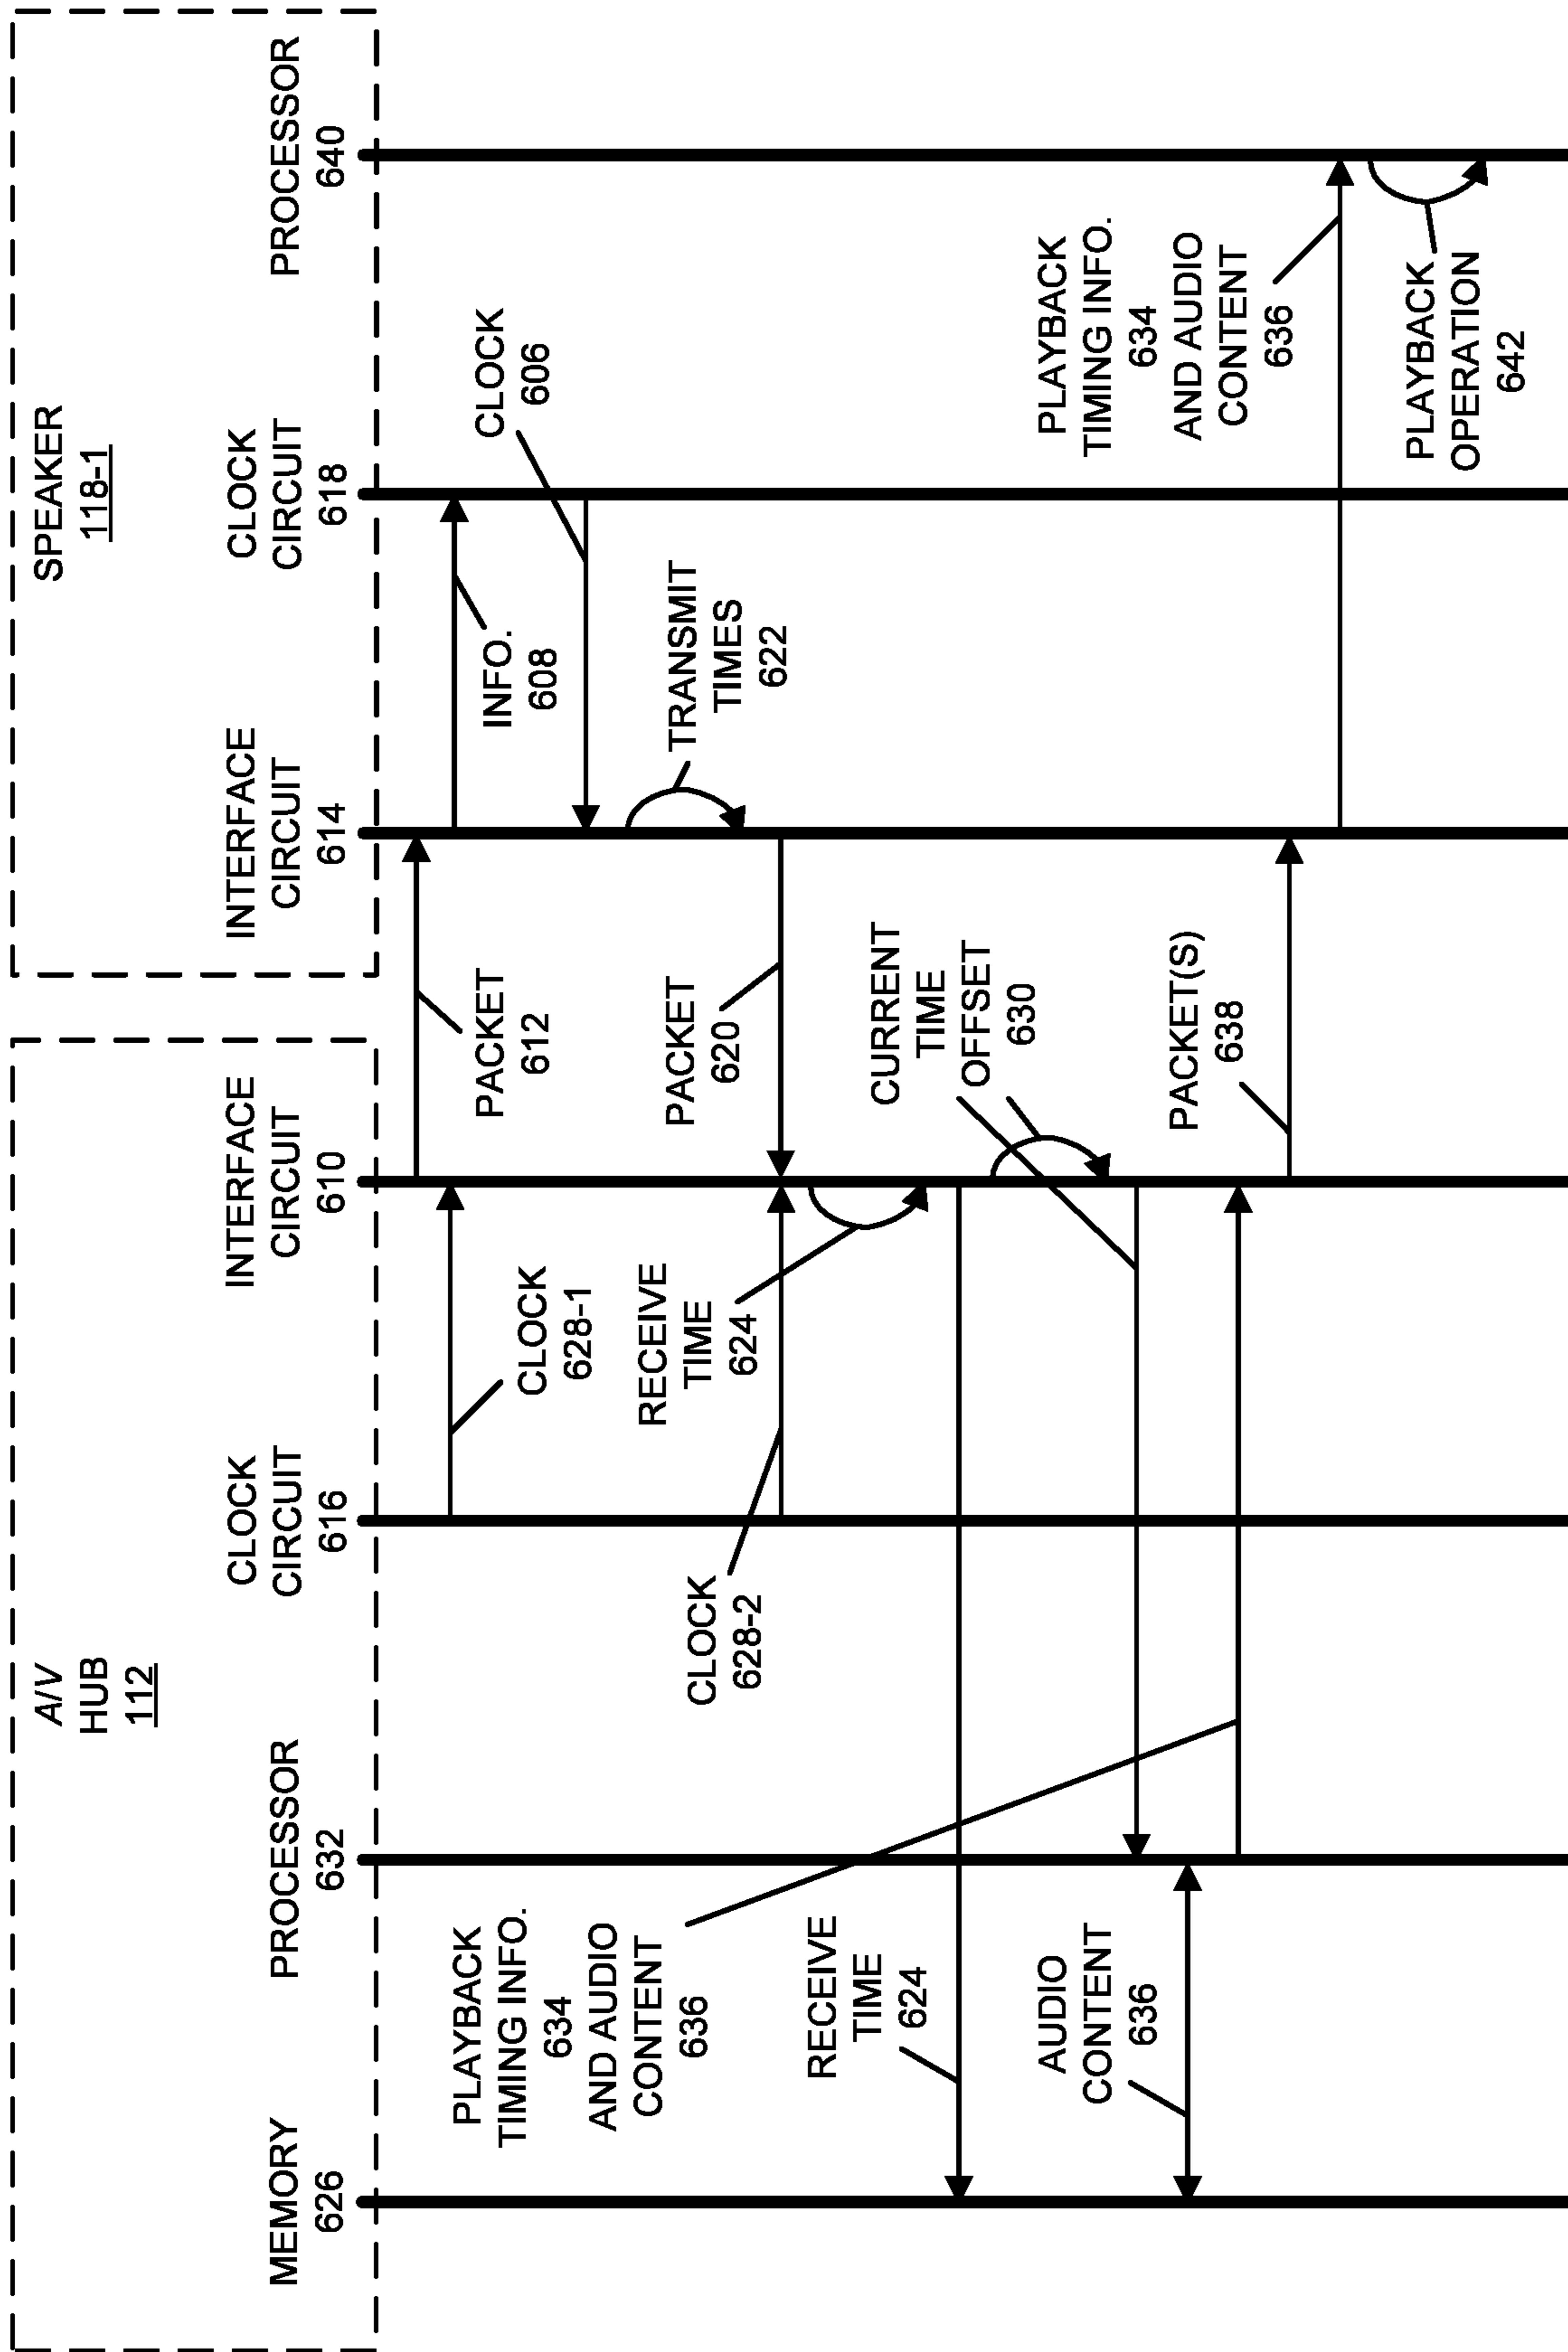 A/V
HUB
112
SPEAKER
118-1
MEMORY
626
PROCESSOR
632
CLOCK
CIRCUIT
616
INTERFACE
CIRCUIT
610
INTERFACE
CIRCUIT
614
CLOCK
CIRCUIT
618
PROCESSOR
640
PACKET
612
CLOCK
628-1
INFO.
608
CLOCK
606
PLAYBACK
TIMING INFO.
634
AND AUDIO
CONTENT
636
TRANSMIT
TIMES
622
PACKET
620
CLOCK
628-2
RECEIVE
TIME
624
RECEIVE
TIME
624
CURRENT
TIME
OFFSET
630
AUDIO
CONTENT
636
PACKET(S)
638
PLAYBACK
TIMING INFO.
634
AND AUDIO
CONTENT
636
PLAYBACK
OPERATION
642